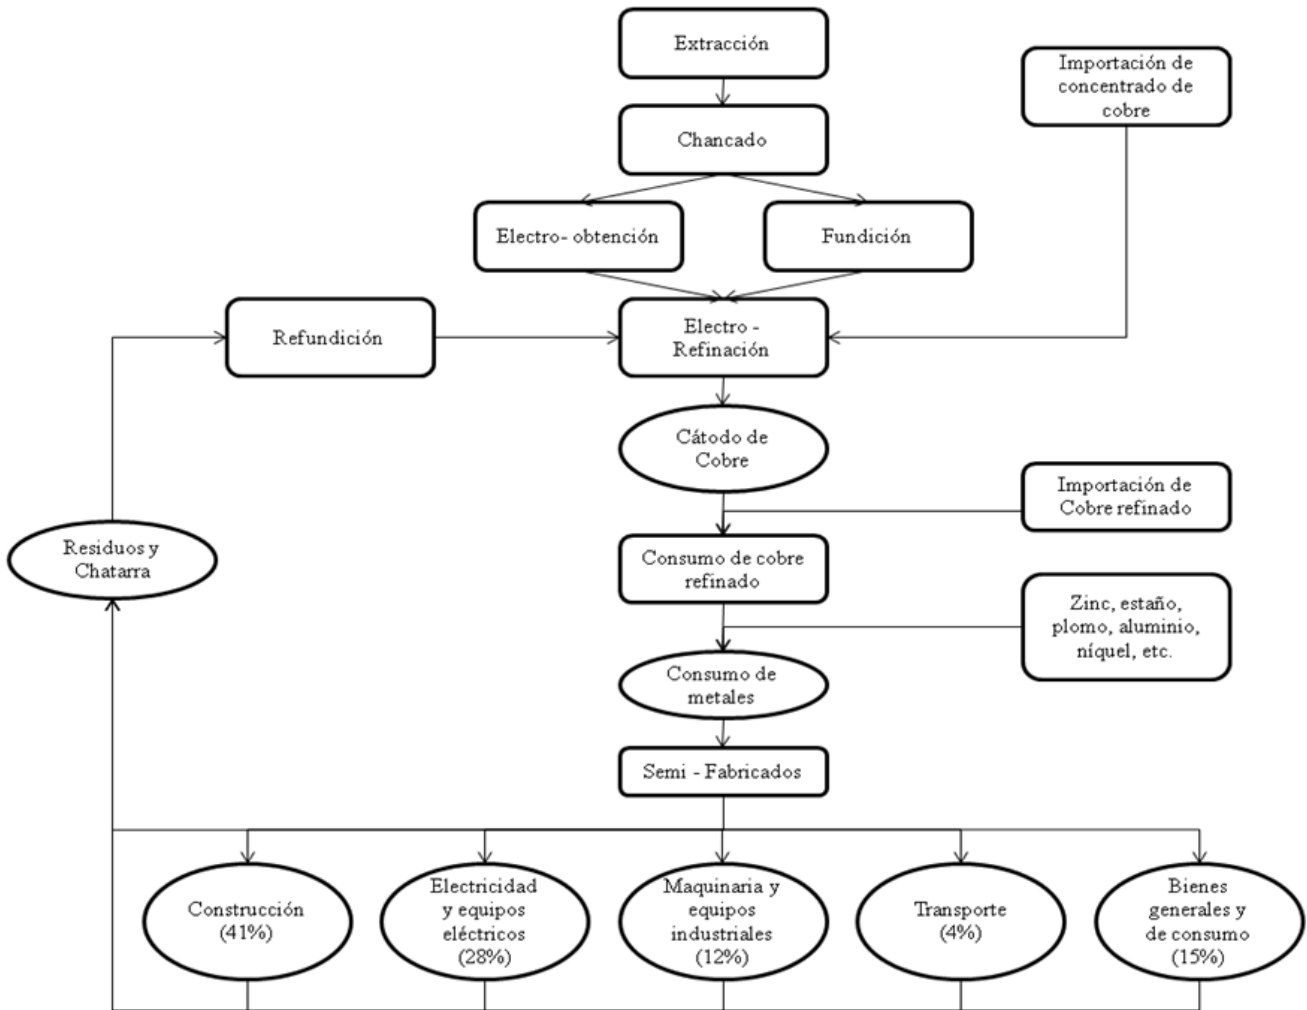 Extracción
Importación de
concentrado de
cobre
Chancado
Electro- obtención
Fundición
Refundición
Electro -
Refinación
Cátodo de
Cobre
Importación de
Cobre refinado
Residuos y
Chatarra
Consumo de cobre
refinado
Zinc, estaño,
plomo, aluminio,
níquel, etc.
Consumo de
metales
Semi - Fabricados
Construcción
(41%)
Electricidad
y equipos
eléctricos
(28%)
Maquinaria y
equipos
industriales
(12%)
Transporte
(4%)
Bienes
generales y
de consumo
(15%)